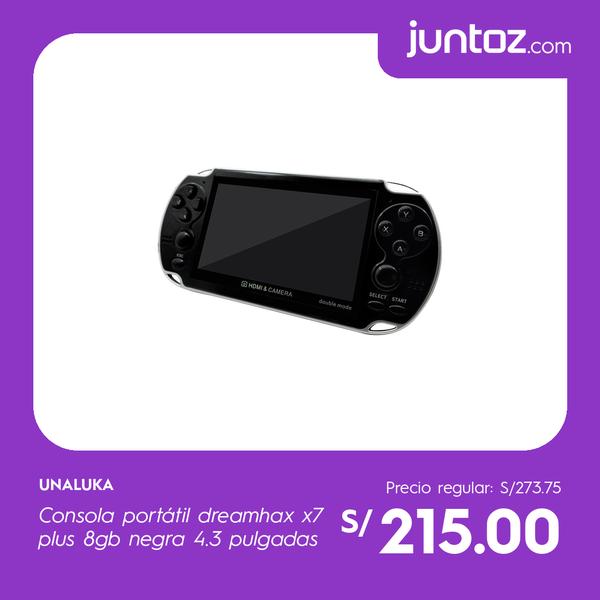 juntoz.com
Y
X
B
A
ESC
HDMI & CAMERA
double mode
SELECT START
UNALUKA
Consola portátil dreamhax x7
plus 8gb negra 4.3 pulgadas
Precio regular: S/273.75
S/215.00